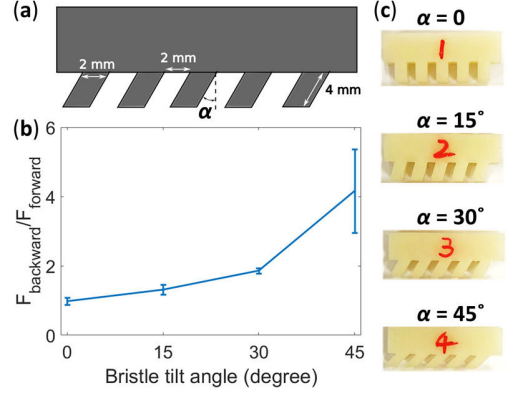 (a)
2 mm
2 mm
4 mm
α
(b)
F_backward/F_forward
6
4
2
0
0
15
30
45
Bristle tilt angle (degree)
(c)
α = 0
1
α = 15°
2
α = 30°
3
α = 45°
4